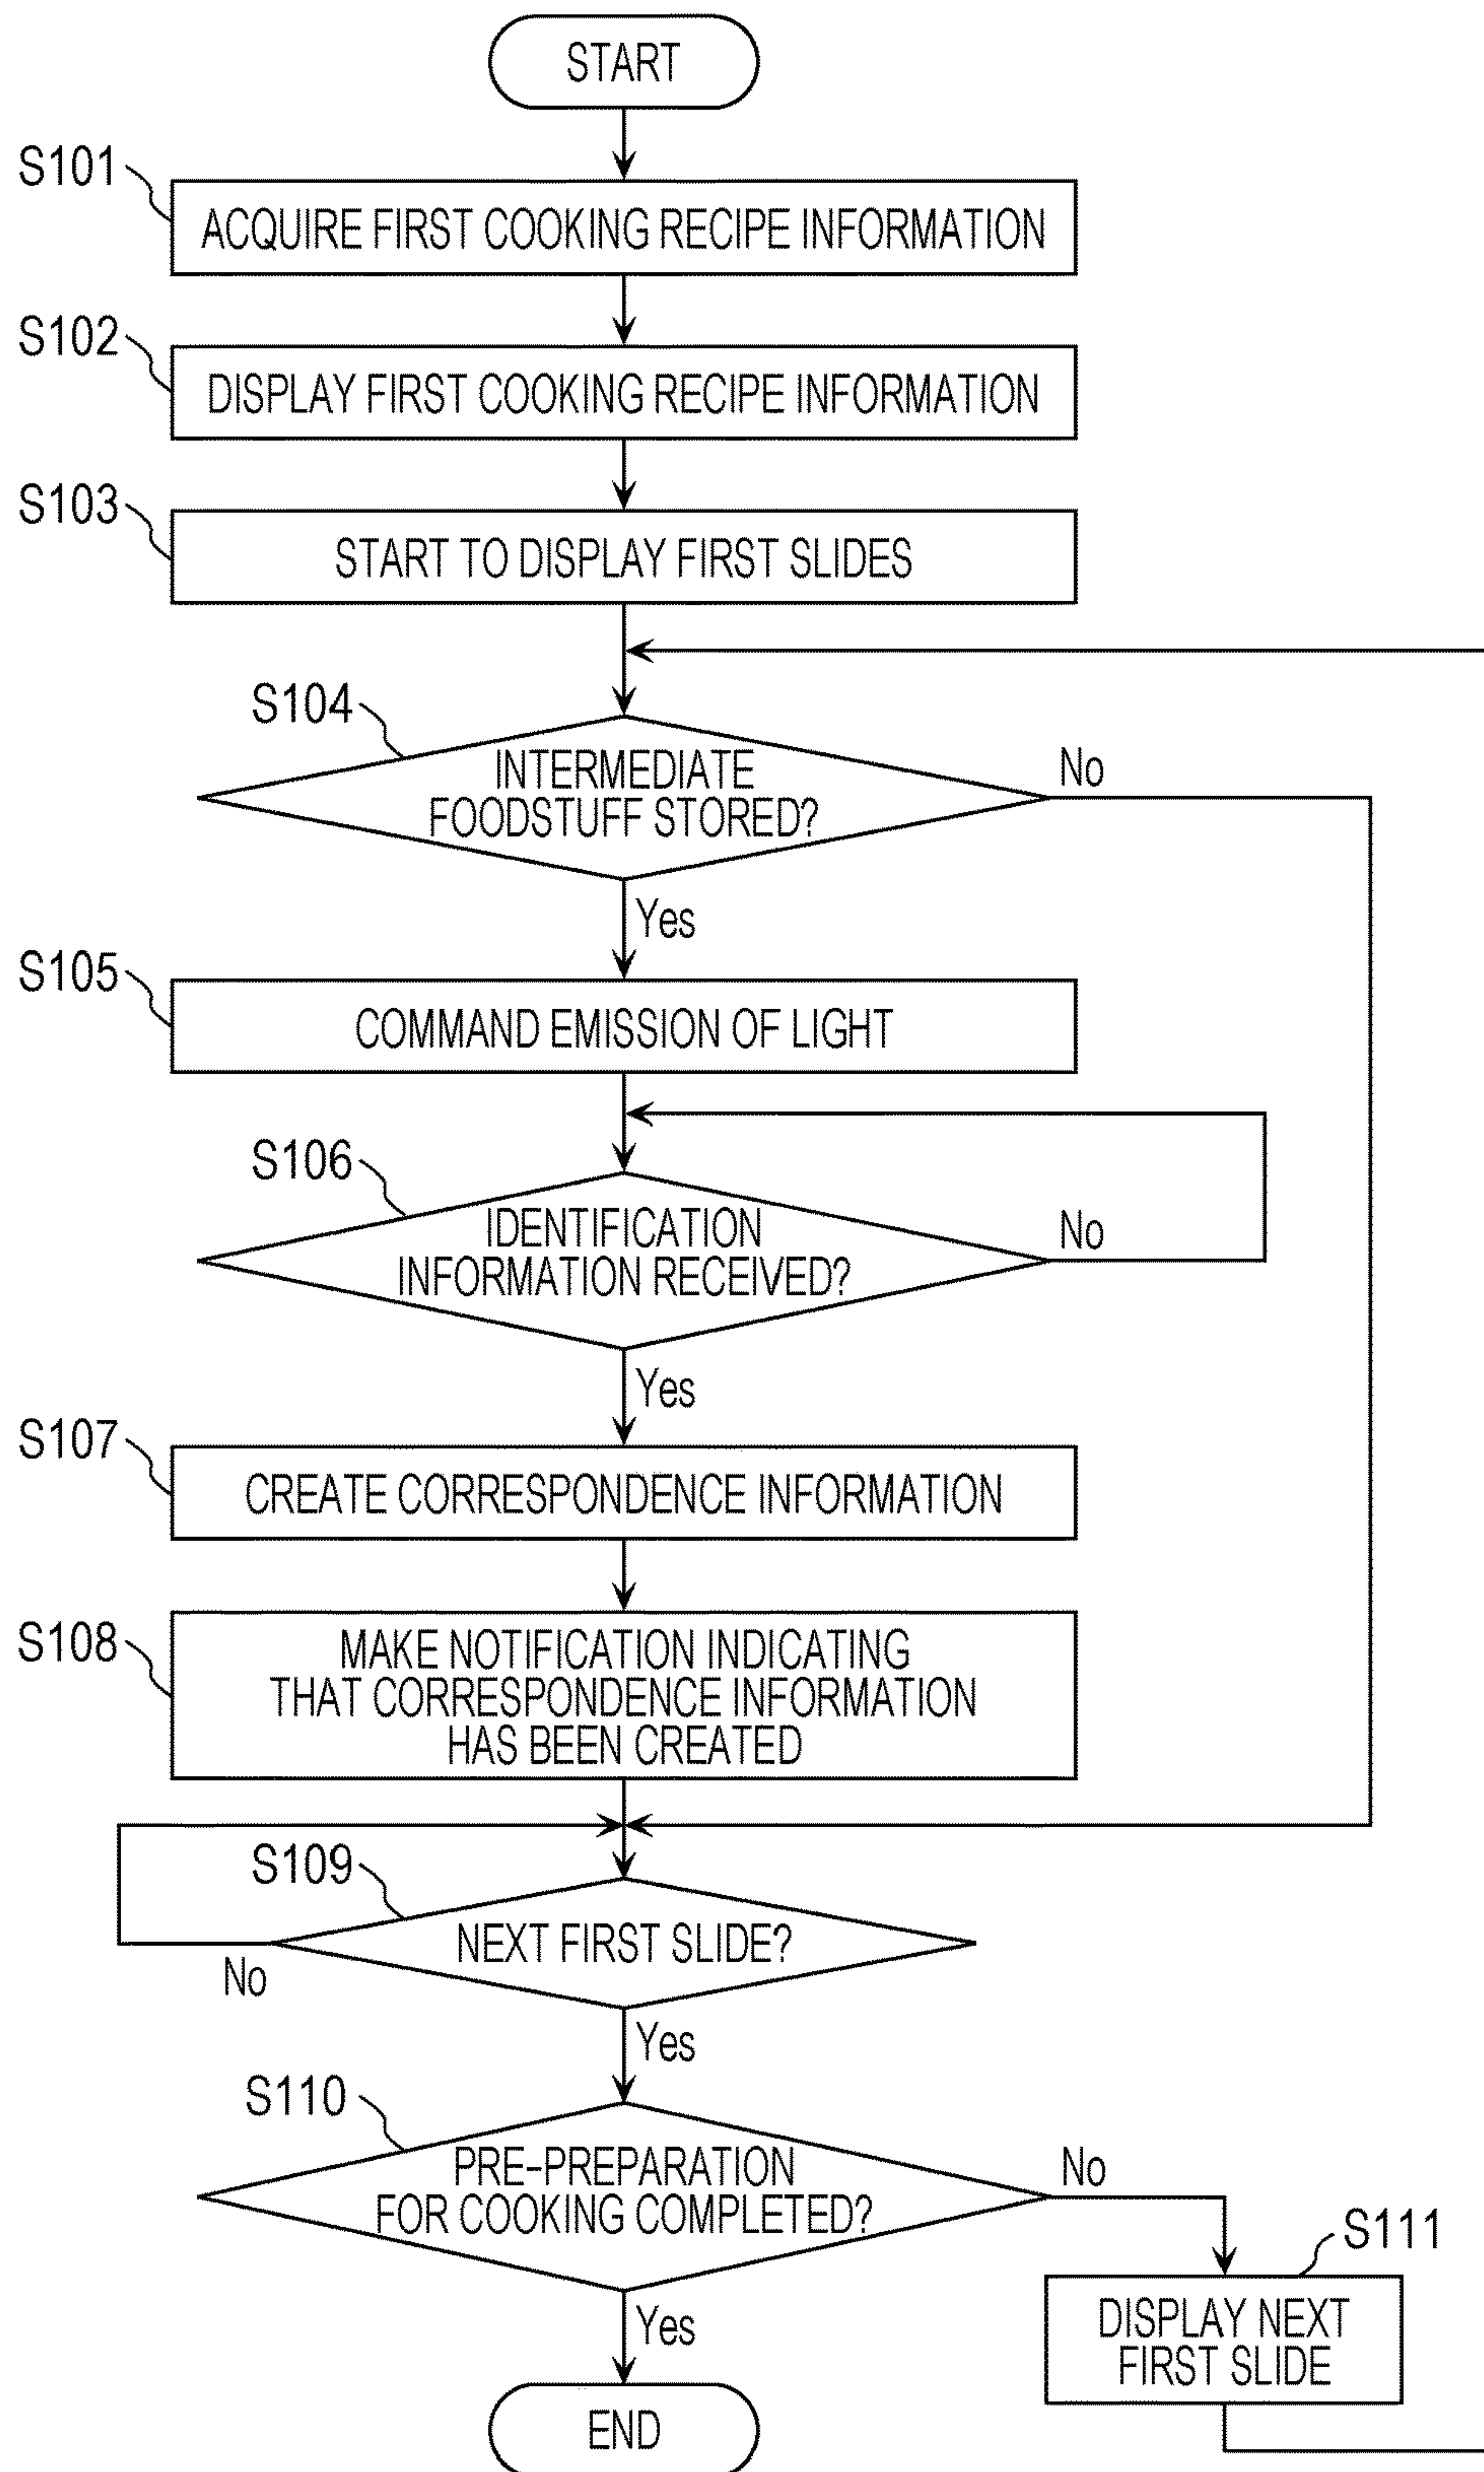 START
S101
ACQUIRE FIRST COOKING RECIPE INFORMATION
S102
DISPLAY FIRST COOKING RECIPE INFORMATION
S103
START TO DISPLAY FIRST SLIDES
S104
INTERMEDIATE
FOODSTUFF STORED?
No
Yes
S105
COMMAND EMISSION OF LIGHT
S106
IDENTIFICATION
INFORMATION RECEIVED?
No
Yes
S107
CREATE CORRESPONDENCE INFORMATION
S108
MAKE NOTIFICATION INDICATING
THAT CORRESPONDENCE INFORMATION
HAS BEEN CREATED
S109
NEXT FIRST SLIDE?
No
Yes
S110
PRE-PREPARATION
FOR COOKING COMPLETED?
No
S111
DISPLAY NEXT
FIRST SLIDE
Yes
END